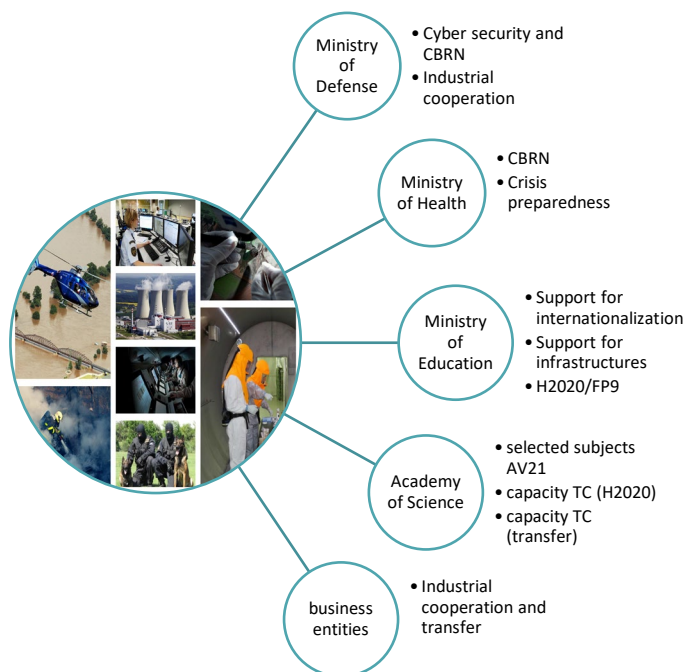 Ministry
of
Defense
• Cyber security and
CBRN
• Industrial
cooperation
Ministry
of Health
• CBRN
• Crisis
preparedness
Ministry
of
Education
• Support for
internationalization
• Support for
infrastructures
• H2020/FP9
Academy
of Science
• selected subjects
AV21
• capacity TC (H2020)
• capacity TC
(transfer)
business
entities
• Industrial
cooperation and
transfer